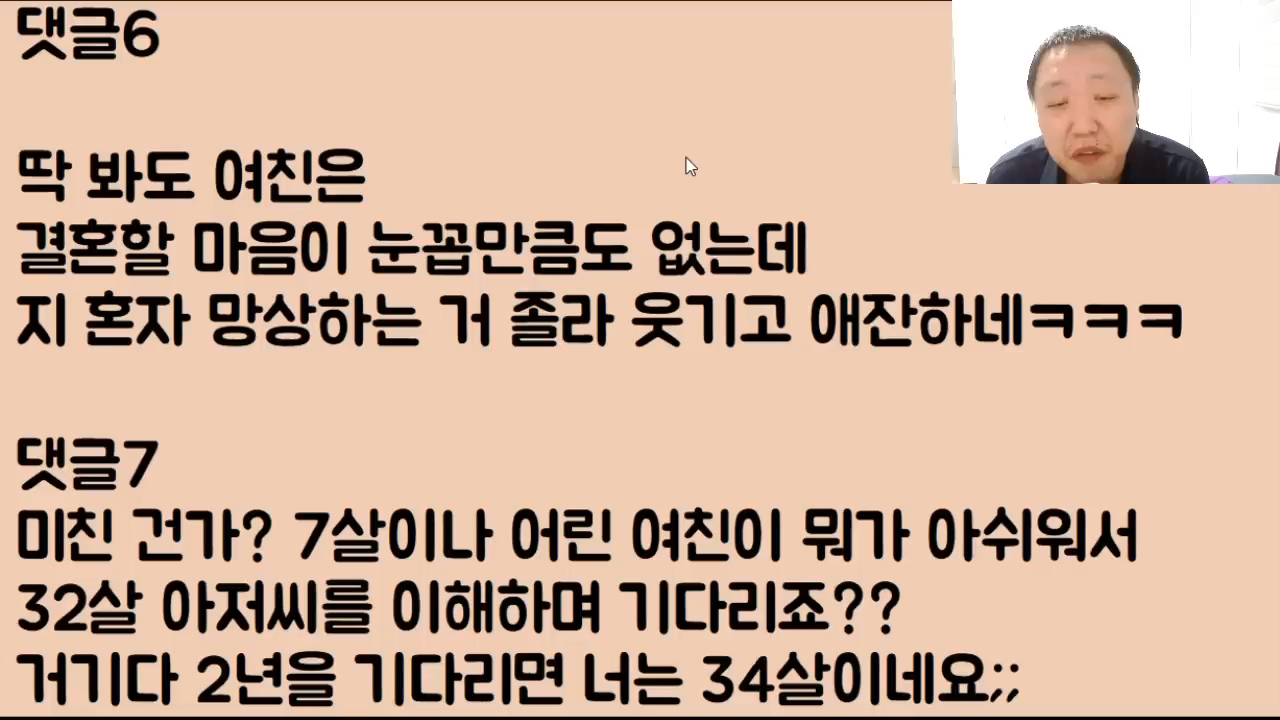 댓글6
딱 봐도 여친은
결혼할 마음이 눈꼽만큼도 없는데
지 혼자 망상하는 거 졸라 웃기고 애잔하네ㅋㅋㅋ
댓글7
미친 건가? 7살이나 어린 여친이 뭐가 아쉬워서
32살 아저씨를 이해하며 기다리죠??
거기다 2년을 기다리면 너는 34살이네요;;